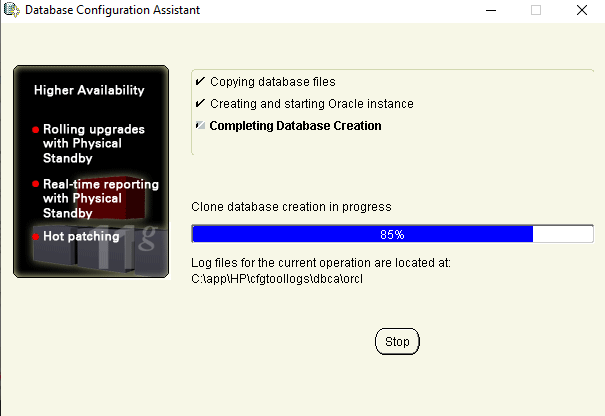 Database Configuration Assistant
Higher Availability
Rolling upgrades
with Physical
Standby
Real-time reporting
with Physical
Standby
Hot patching
11g
Copying database files
Creating and starting Oracle instance
Completing Database Creation
Clone database creation in progress
85%
Log files for the current operation are located at:
C:\app\HP\cfgtoollogs\dbca\orcl
Stop